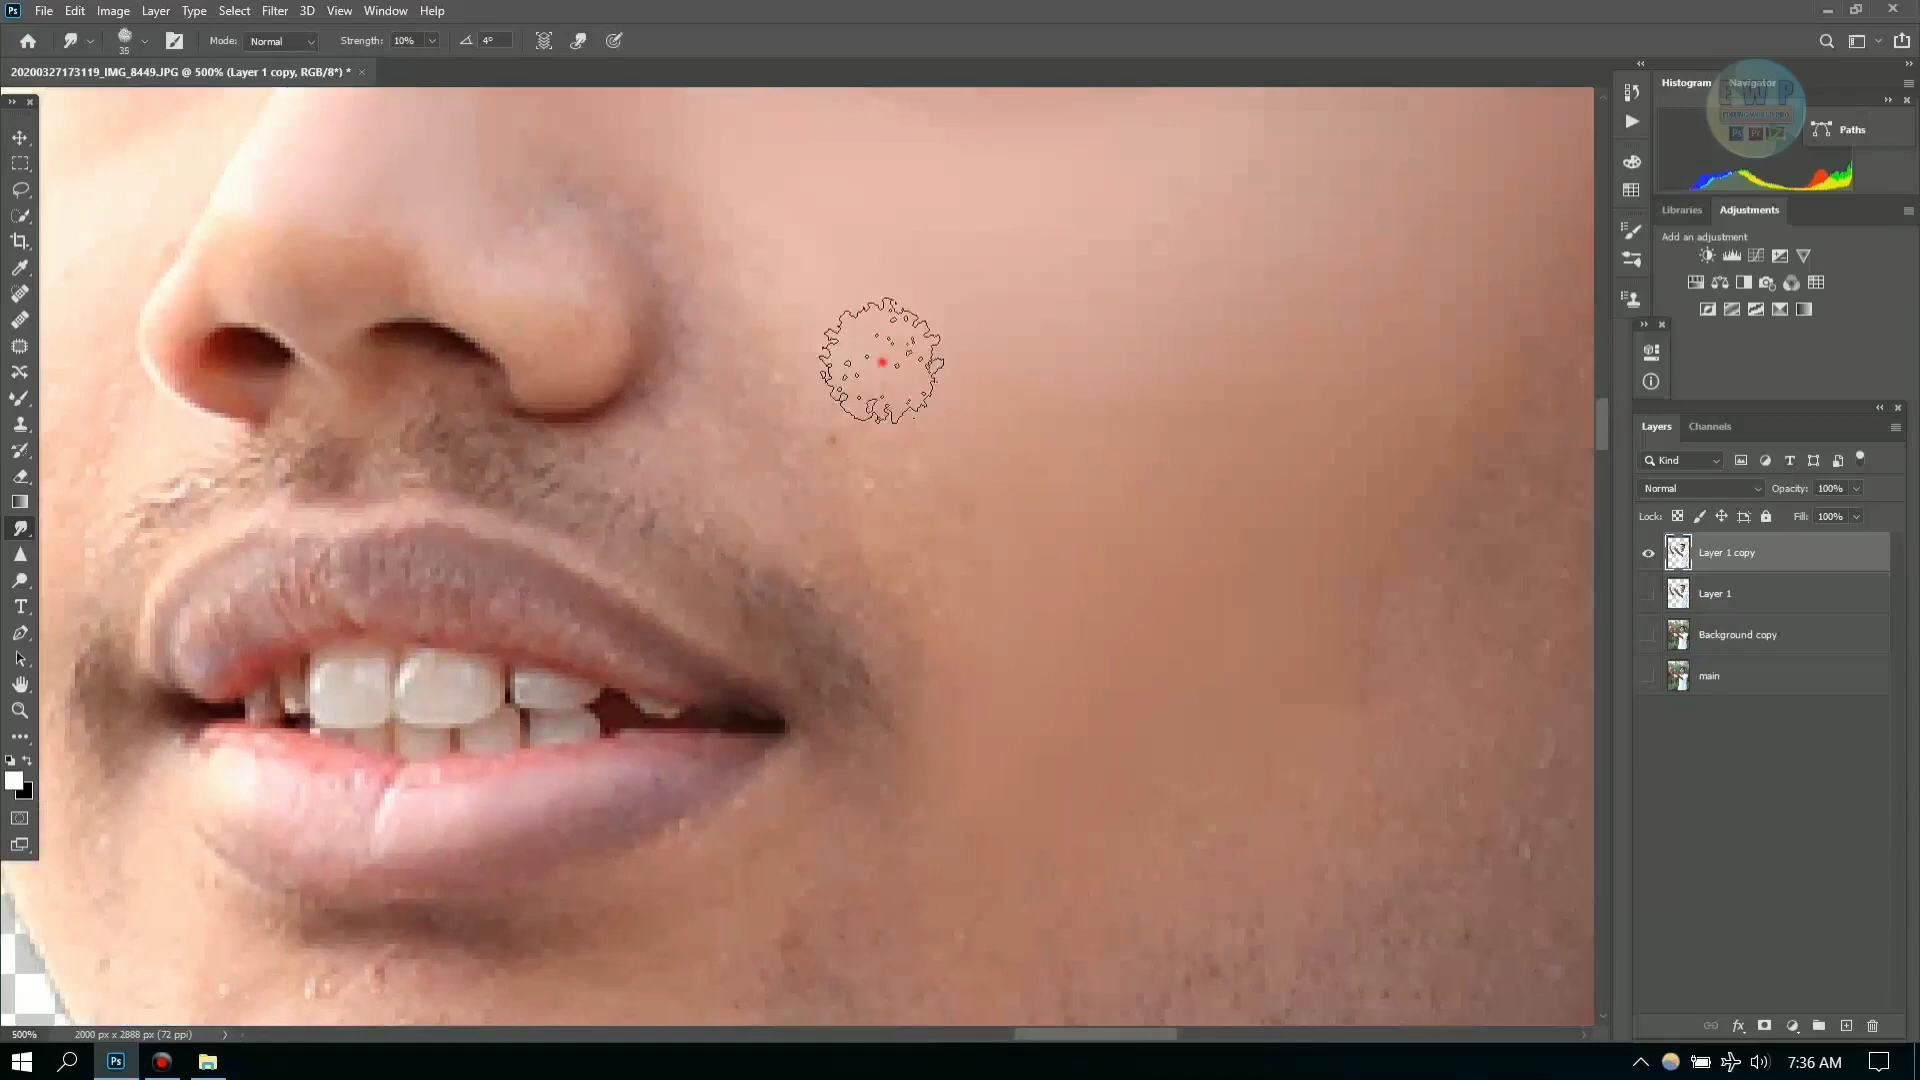 Ps File Edit Image Layer Type Select Filter 3D View Window Help
35 Mode: Normal Strength: 10% 4°
20200327173119_IMG_8449.JPG @ 500% (Layer 1 copy, RGB/8*) * ×
Histogram Navigator
E W P
Paths
Libraries Adjustments
Add an adjustment
Layers Channels
Kind
Normal Opacity: 100%
Lock: Fill: 100%
Layer 1 copy
Layer 1
Background copy
main
500% 2000 px x 2888 px (72 ppi)
Ps 7:36 AM